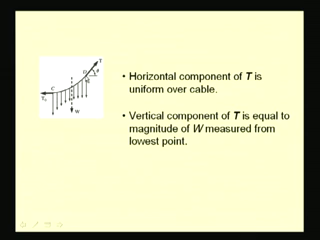 T
C
D
θ
T₀
W
• Horizontal component of T is
uniform over cable.
• Vertical component of T is equal to
magnitude of W measured from
lowest point.